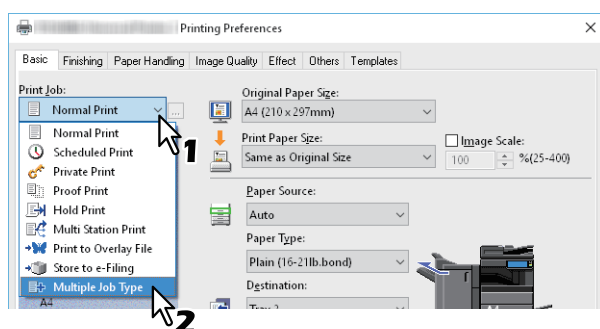 Printing Preferences
Basic Finishing Paper Handling Image Quality Effect Others Templates
Print Job:
Normal Print
...
Normal Print
Scheduled Print
Private Print
Proof Print
Hold Print
Multi Station Print
Print to Overlay File
Store to e-Filing
Multiple Job Type
A4
1
2
Original Paper Size:
A4 (210 x 297mm)
Print Paper Size:
Same as Original Size
Image Scale:
100 %(25-400)
Paper Source:
Auto
Paper Type:
Plain (16-21lb.bond)
Destination:
Tray 2